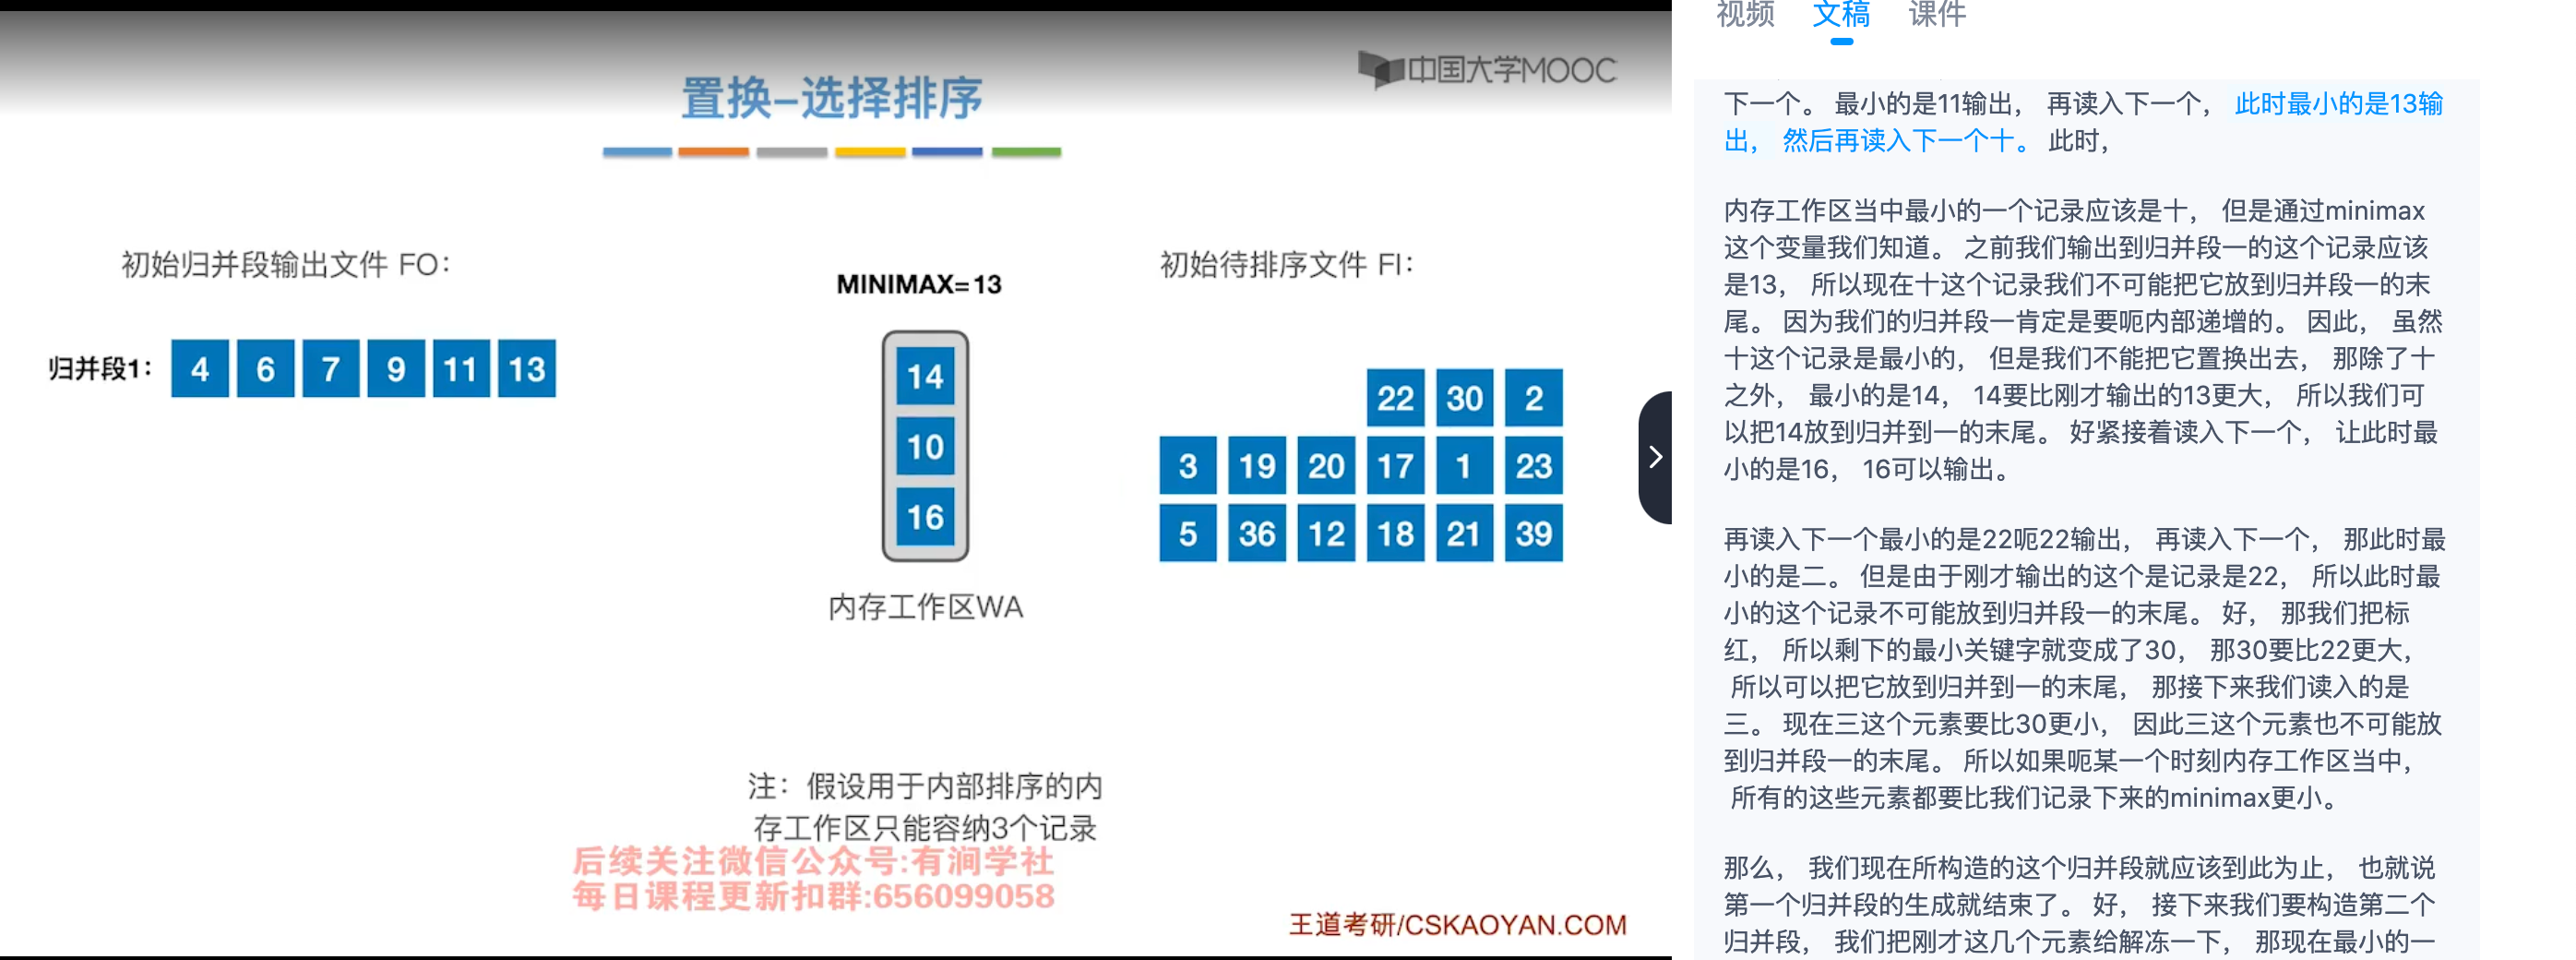 中国大学MOOC
置换-选择排序
初始归并段输出文件 FO：
归并段1： 4 6 7 9 11 13
MINIMAX=13
14
10
16
内存工作区WA
初始待排序文件 FI：
22 30 2
3 19 20 17 1 23
5 36 12 18 21 39
注：假设用于内部排序的内
存工作区只能容纳3个记录
后续关注微信公众号:有涧学社
每日课程更新扣群:656099058
王道考研/CSKAOYAN.COM
视频 文稿 课件
下一个。 最小的是11输出， 再读入下一个， 此时最小的是13输
出， 然后再读入下一个十。 此时，
内存工作区当中最小的一个记录应该是十， 但是通过minimax
这个变量我们知道。 之前我们输出到归并段一的这个记录应该
是13， 所以现在十这个记录我们不可能把它放到归并段一的末
尾。 因为我们的归并段一肯定是要呃内部递增的。 因此， 虽然
十这个记录是最小的， 但是我们不能把它置换出去， 那除了十
之外， 最小的是14， 14要比刚才输出的13更大， 所以我们可
以把14放到归并到一的末尾。 好紧接着读入下一个， 让此时最
小的是16， 16可以输出。
再读入下一个最小的是22呃22输出， 再读入下一个， 那此时最
小的是二。 但是由于刚才输出的这个是记录是22， 所以此时最
小的这个记录不可能放到归并段一的末尾。 好， 那我们把标
红， 所以剩下的最小关键字就变成了30， 那30要比22更大，
所以可以把它放到归并到一的末尾， 那接下来我们读入的是
三。 现在三这个元素要比30更小， 因此三这个元素也不可能放
到归并段一的末尾。 所以如果呃某一个时刻内存工作区当中，
所有的这些元素都要比我们记录下来的minimax更小。
那么， 我们现在所构造的这个归并段就应该到此为止， 也就说
第一个归并段的生成就结束了。 好， 接下来我们要构造第二个
归并段， 我们把刚才这几个元素给解冻一下， 那现在最小的一